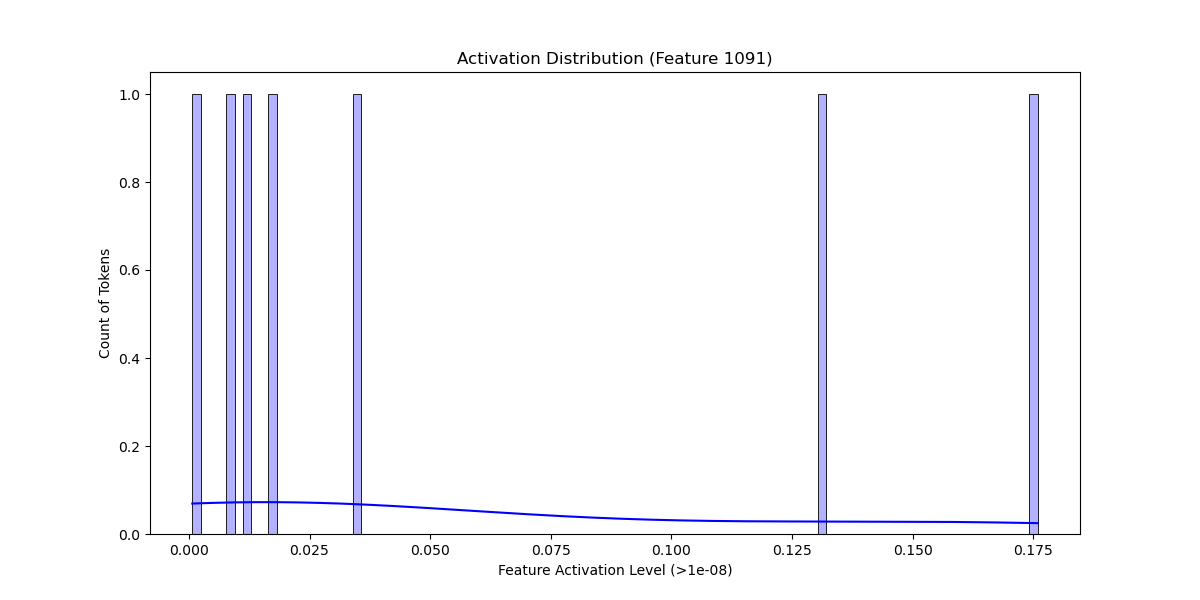 Activation Distribution (Feature 1091)
1.0
0.8
0.6
0.4
0.2
0.0
Count of Tokens
0.000 0.025 0.050 0.075 0.100 0.125 0.150 0.175
Feature Activation Level (>1e-08)